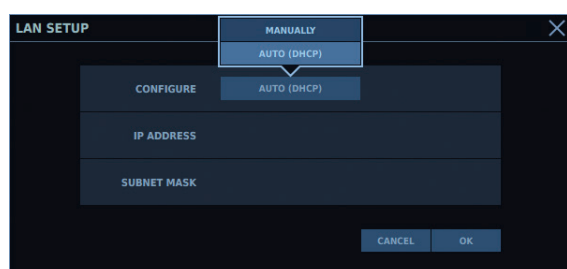 LAN SETUP
MANUALLY
AUTO (DHCP)
CONFIGURE AUTO (DHCP)
IP ADDRESS
SUBNET MASK
CANCEL OK